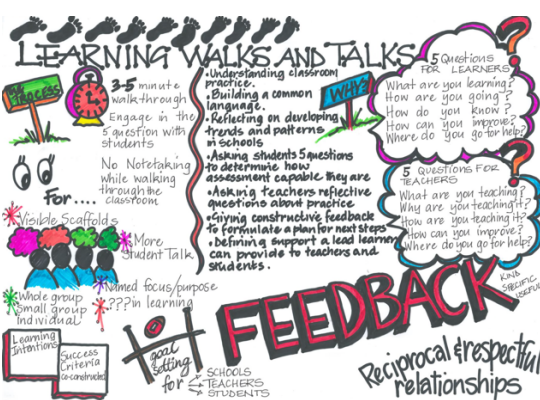 LEARNING WALKS AND TALKS
PROCESS
3-5 minute
walk-through
Engage in the
5 question with
students
No Notetaking
while walking
through the
classroom
For....
Visible Scaffolds
More
Student Talk
Named focus/purpose
??? in learning
Whole group
Small group
Individual
Learning
Intentions
Success
Criteria
co-constructed
WHY?
•Understanding classroom
practice.
•Building a common
language.
•Reflecting on developing
trends and patterns
in schools
•Asking students 5 questions
to determine how
assessment capable they are
•Asking teachers reflective
questions about practice
•Giving constructive feedback
to formulate a plan for next steps
•Defining support a lead learner
can provide to teachers and
students.
5 Questions
FOR LEARNERS
What are you learning?
How are you going?
How do you know?
How can you improve?
Where do you go for help?
5 QUESTIONS FOR
TEACHERS
What are you teaching?
Why are you teaching it?
How are you teaching it?
How can you improve?
Where do you go for help?
FEEDBACK
KIND
SPECIFIC
USEFUL
goal
setting
for
SCHOOLS
TEACHERS
STUDENTS
Reciprocal & respectful
relationships